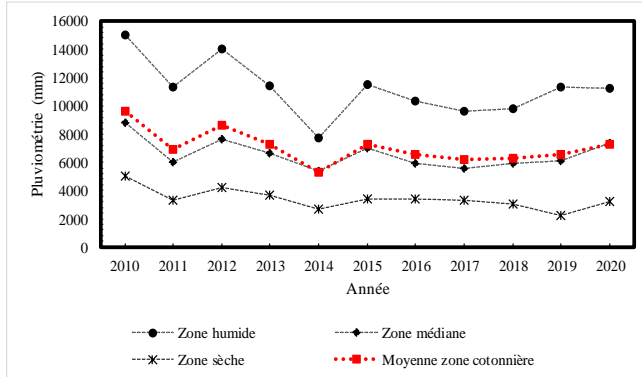 16000
14000
12000
10000
8000
6000
4000
2000
0
Pluviométrie (mm)
2010 2011 2012 2013 2014 2015 2016 2017 2018 2019 2020
Année
Zone humide Zone médiane
Zone sèche Moyenne zone cotonnière